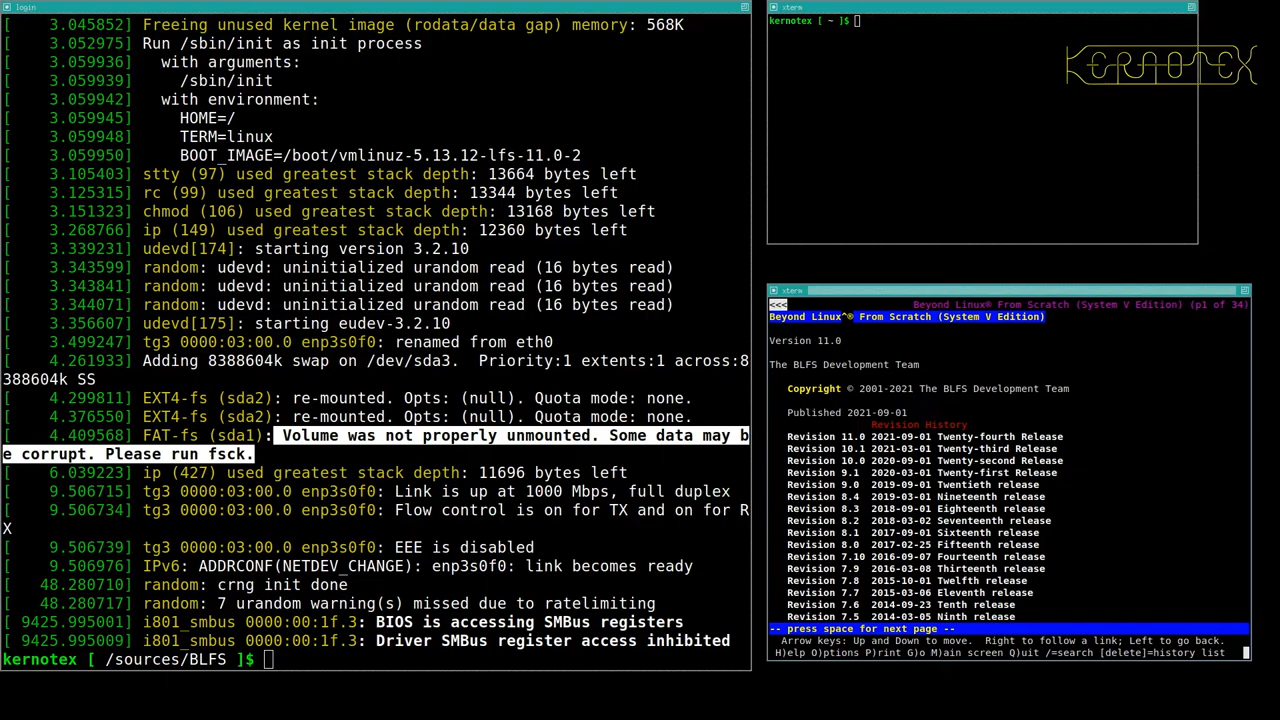 login
[    3.045852] Freeing unused kernel image (rodata/data gap) memory: 568K
[    3.052975] Run /sbin/init as init process
[    3.059936]   with arguments:
[    3.059939]     /sbin/init
[    3.059942]   with environment:
[    3.059945]     HOME=/
[    3.059948]     TERM=linux
[    3.059950]     BOOT_IMAGE=/boot/vmlinuz-5.13.12-lfs-11.0-2
[    3.105403] stty (97) used greatest stack depth: 13664 bytes left
[    3.125315] rc (99) used greatest stack depth: 13344 bytes left
[    3.151323] chmod (106) used greatest stack depth: 13168 bytes left
[    3.268766] ip (149) used greatest stack depth: 12360 bytes left
[    3.339231] udevd[174]: starting version 3.2.10
[    3.343599] random: udevd: uninitialized urandom read (16 bytes read)
[    3.343841] random: udevd: uninitialized urandom read (16 bytes read)
[    3.344071] random: udevd: uninitialized urandom read (16 bytes read)
[    3.356607] udevd[175]: starting eudev-3.2.10
[    3.499247] tg3 0000:03:00.0 enp3s0f0: renamed from eth0
[    4.261933] Adding 8388604k swap on /dev/sda3.  Priority:1 extents:1 across:8
388604k SS
[    4.299811] EXT4-fs (sda2): re-mounted. Opts: (null). Quota mode: none.
[    4.376550] EXT4-fs (sda2): re-mounted. Opts: (null). Quota mode: none.
[    4.409568] FAT-fs (sda1): Volume was not properly unmounted. Some data may b
e corrupt. Please run fsck.
[    6.039223] ip (427) used greatest stack depth: 11696 bytes left
[    9.506715] tg3 0000:03:00.0 enp3s0f0: Link is up at 1000 Mbps, full duplex
[    9.506734] tg3 0000:03:00.0 enp3s0f0: Flow control is on for TX and on for R
X
[    9.506739] tg3 0000:03:00.0 enp3s0f0: EEE is disabled
[    9.506976] IPv6: ADDRCONF(NETDEV_CHANGE): enp3s0f0: link becomes ready
[   48.280710] random: crng init done
[   48.280717] random: 7 urandom warning(s) missed due to ratelimiting
[ 9425.995001] i801_smbus 0000:00:1f.3: BIOS is accessing SMBus registers
[ 9425.995009] i801_smbus 0000:00:1f.3: Driver SMBus register access inhibited
kernotex [ /sources/BLFS ]$
xterm
kernotex [ ~ ]$
KERNOTEX
xterm
<<<                     Beyond Linux® From Scratch (System V Edition) (p1 of 34)
Beyond Linux^® From Scratch (System V Edition)
Version 11.0
The BLFS Development Team
Copyright © 2001-2021 The BLFS Development Team
Published 2021-09-01
Revision History
Revision 11.0 2021-09-01 Twenty-fourth Release
Revision 10.1 2021-03-01 Twenty-third Release
Revision 10.0 2020-09-01 Twenty-second Release
Revision 9.1  2020-03-01 Twenty-first Release
Revision 9.0  2019-09-01 Twentieth release
Revision 8.4  2019-03-01 Nineteenth release
Revision 8.3  2018-09-01 Eighteenth release
Revision 8.2  2018-03-02 Seventeenth release
Revision 8.1  2017-09-01 Sixteenth release
Revision 8.0  2017-02-25 Fifteenth release
Revision 7.10 2016-09-07 Fourteenth release
Revision 7.9  2016-03-08 Thirteenth release
Revision 7.8  2015-10-01 Twelfth release
Revision 7.7  2015-03-06 Eleventh release
Revision 7.6  2014-09-23 Tenth release
Revision 7.5  2014-03-05 Ninth release
-- press space for next page --
Arrow keys: Up and Down to move.  Right to follow a link; Left to go back.
H)elp O)ptions P)rint G)o M)ain screen Q)uit /=search [delete]=history list